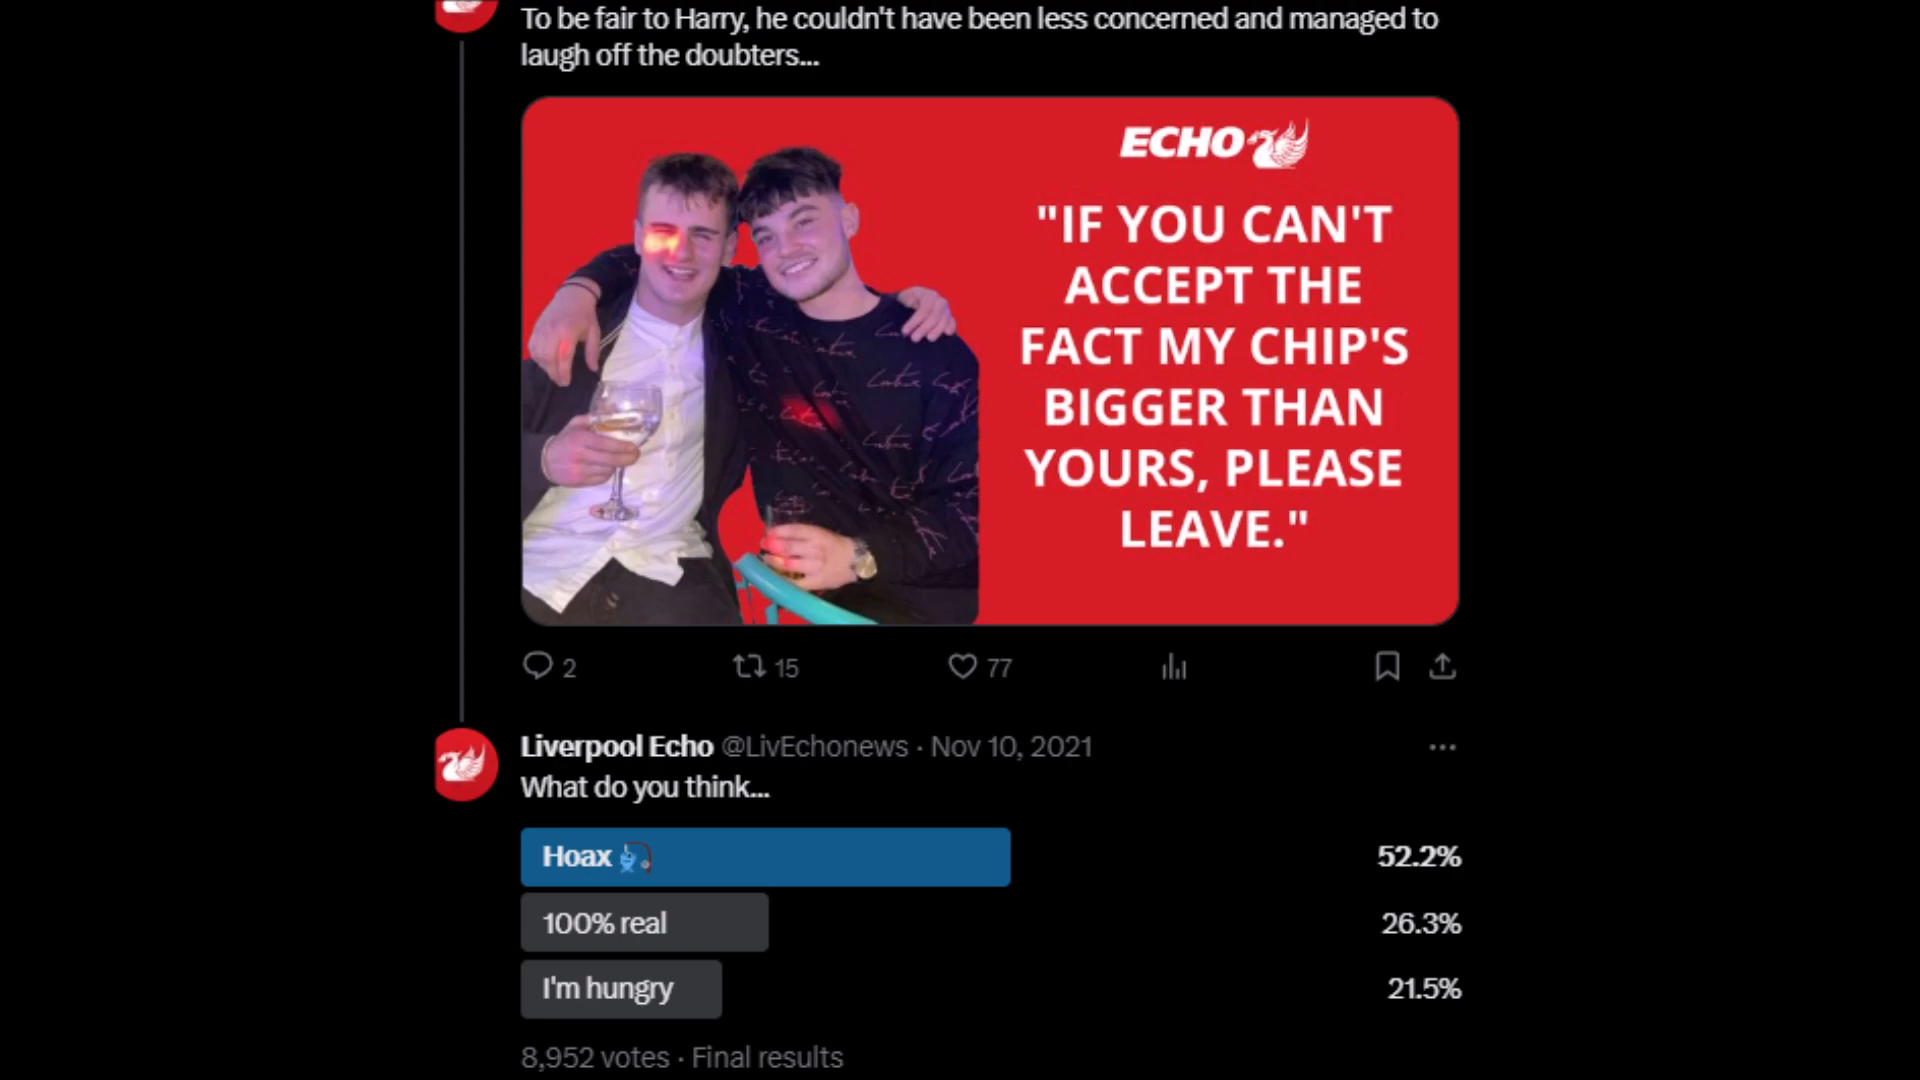 To be fair to Harry, he couldn't have been less concerned and managed to
laugh off the doubters...
ECHO
"IF YOU CAN'T
ACCEPT THE
FACT MY CHIP'S
BIGGER THAN
YOURS, PLEASE
LEAVE."
2
15
77
Liverpool Echo @LivEchonews · Nov 10, 2021
What do you think...
Hoax 🎣 52.2%
100% real 26.3%
I'm hungry 21.5%
8,952 votes · Final results